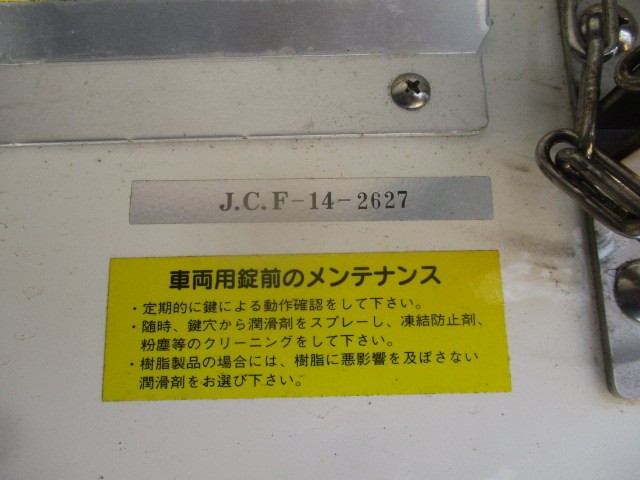 J.C.F-14-2627
車両用錠前のメンテナンス
・定期的に鍵による動作確認をして下さい。
・随時、鍵穴から潤滑剤をスプレーし、凍結防止剤、
粉塵等のクリーニングをして下さい。
・樹脂製品の場合には、樹脂に悪影響を及ぼさない
潤滑剤をお選び下さい。